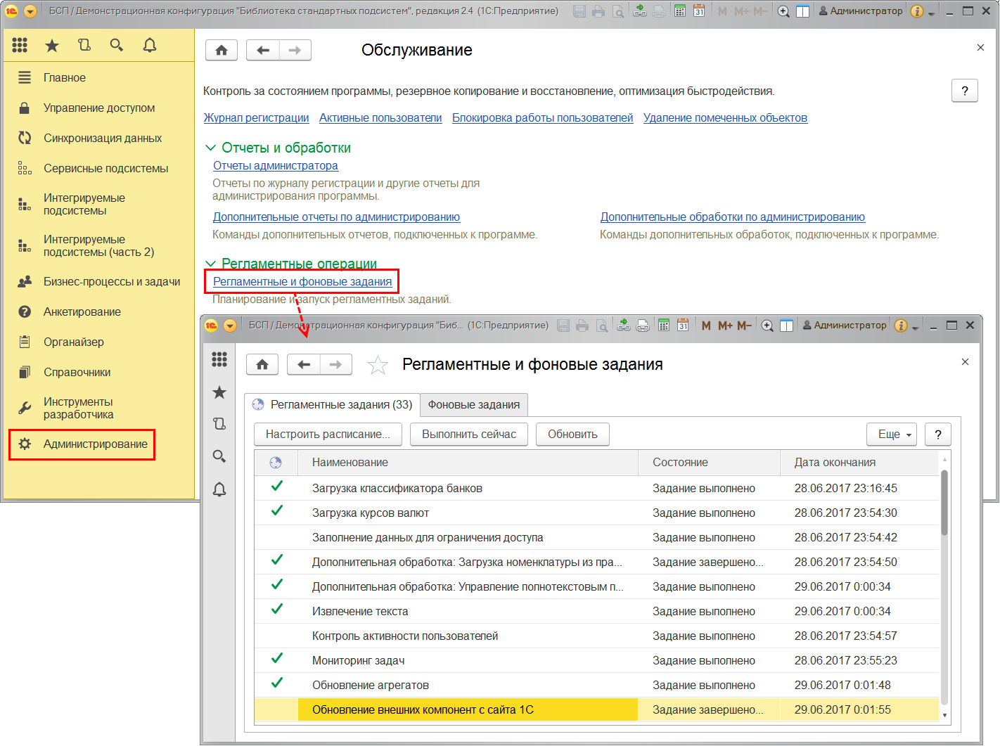 БСП / Демонстрационная конфигурация "Библиотека стандартных подсистем", редакция 2.4 (1С:Предприятие)
31
M M+ M−
Администратор
Главное
Управление доступом
Синхронизация данных
Сервисные подсистемы
Интегрируемые
подсистемы
Интегрируемые
подсистемы (часть 2)
Бизнес-процессы и задачи
Анкетирование
Органайзер
Справочники
Инструменты
разработчика
Администрирование
Обслуживание
Контроль за состоянием программы, резервное копирование и восстановление, оптимизация быстродействия.
?
Журнал регистрации Активные пользователи Блокировка работы пользователей Удаление помеченных объектов
Отчеты и обработки
Отчеты администратора
Отчеты по журналу регистрации и другие отчеты для
администрирования программы.
Дополнительные отчеты по администрированию Дополнительные обработки по администрированию
Команды дополнительных отчетов, подключенных к программе. Команды дополнительных обработок, подключенных к программе.
Регламентные операции
Регламентные и фоновые задания
Планирование и запуск регламентных заданий.
БСП / Демонстрационная конфигурация "Биб... (1С:Предприятие)
31
M M+ M−
Администратор
Регламентные и фоновые задания
Регламентные задания (33) Фоновые задания
Настроить расписание... Выполнить сейчас Обновить Еще ?
Наименование Состояние Дата окончания
Загрузка классификатора банков Задание выполнено 28.06.2017 23:16:45
Загрузка курсов валют Задание выполнено 28.06.2017 23:54:30
Заполнение данных для ограничения доступа Задание выполнено 28.06.2017 23:54:42
Дополнительная обработка: Загрузка номенклатуры из пра... Задание завершено... 28.06.2017 23:54:50
Дополнительная обработка: Управление полнотекстовым п... Задание выполнено 29.06.2017 0:00:34
Извлечение текста Задание выполнено 29.06.2017 0:00:34
Контроль активности пользователей Задание выполнено 28.06.2017 23:54:57
Мониторинг задач Задание выполнено 28.06.2017 23:55:23
Обновление агрегатов Задание выполнено 29.06.2017 0:01:48
Обновление внешних компонент с сайта 1С Задание завершено... 29.06.2017 0:01:55